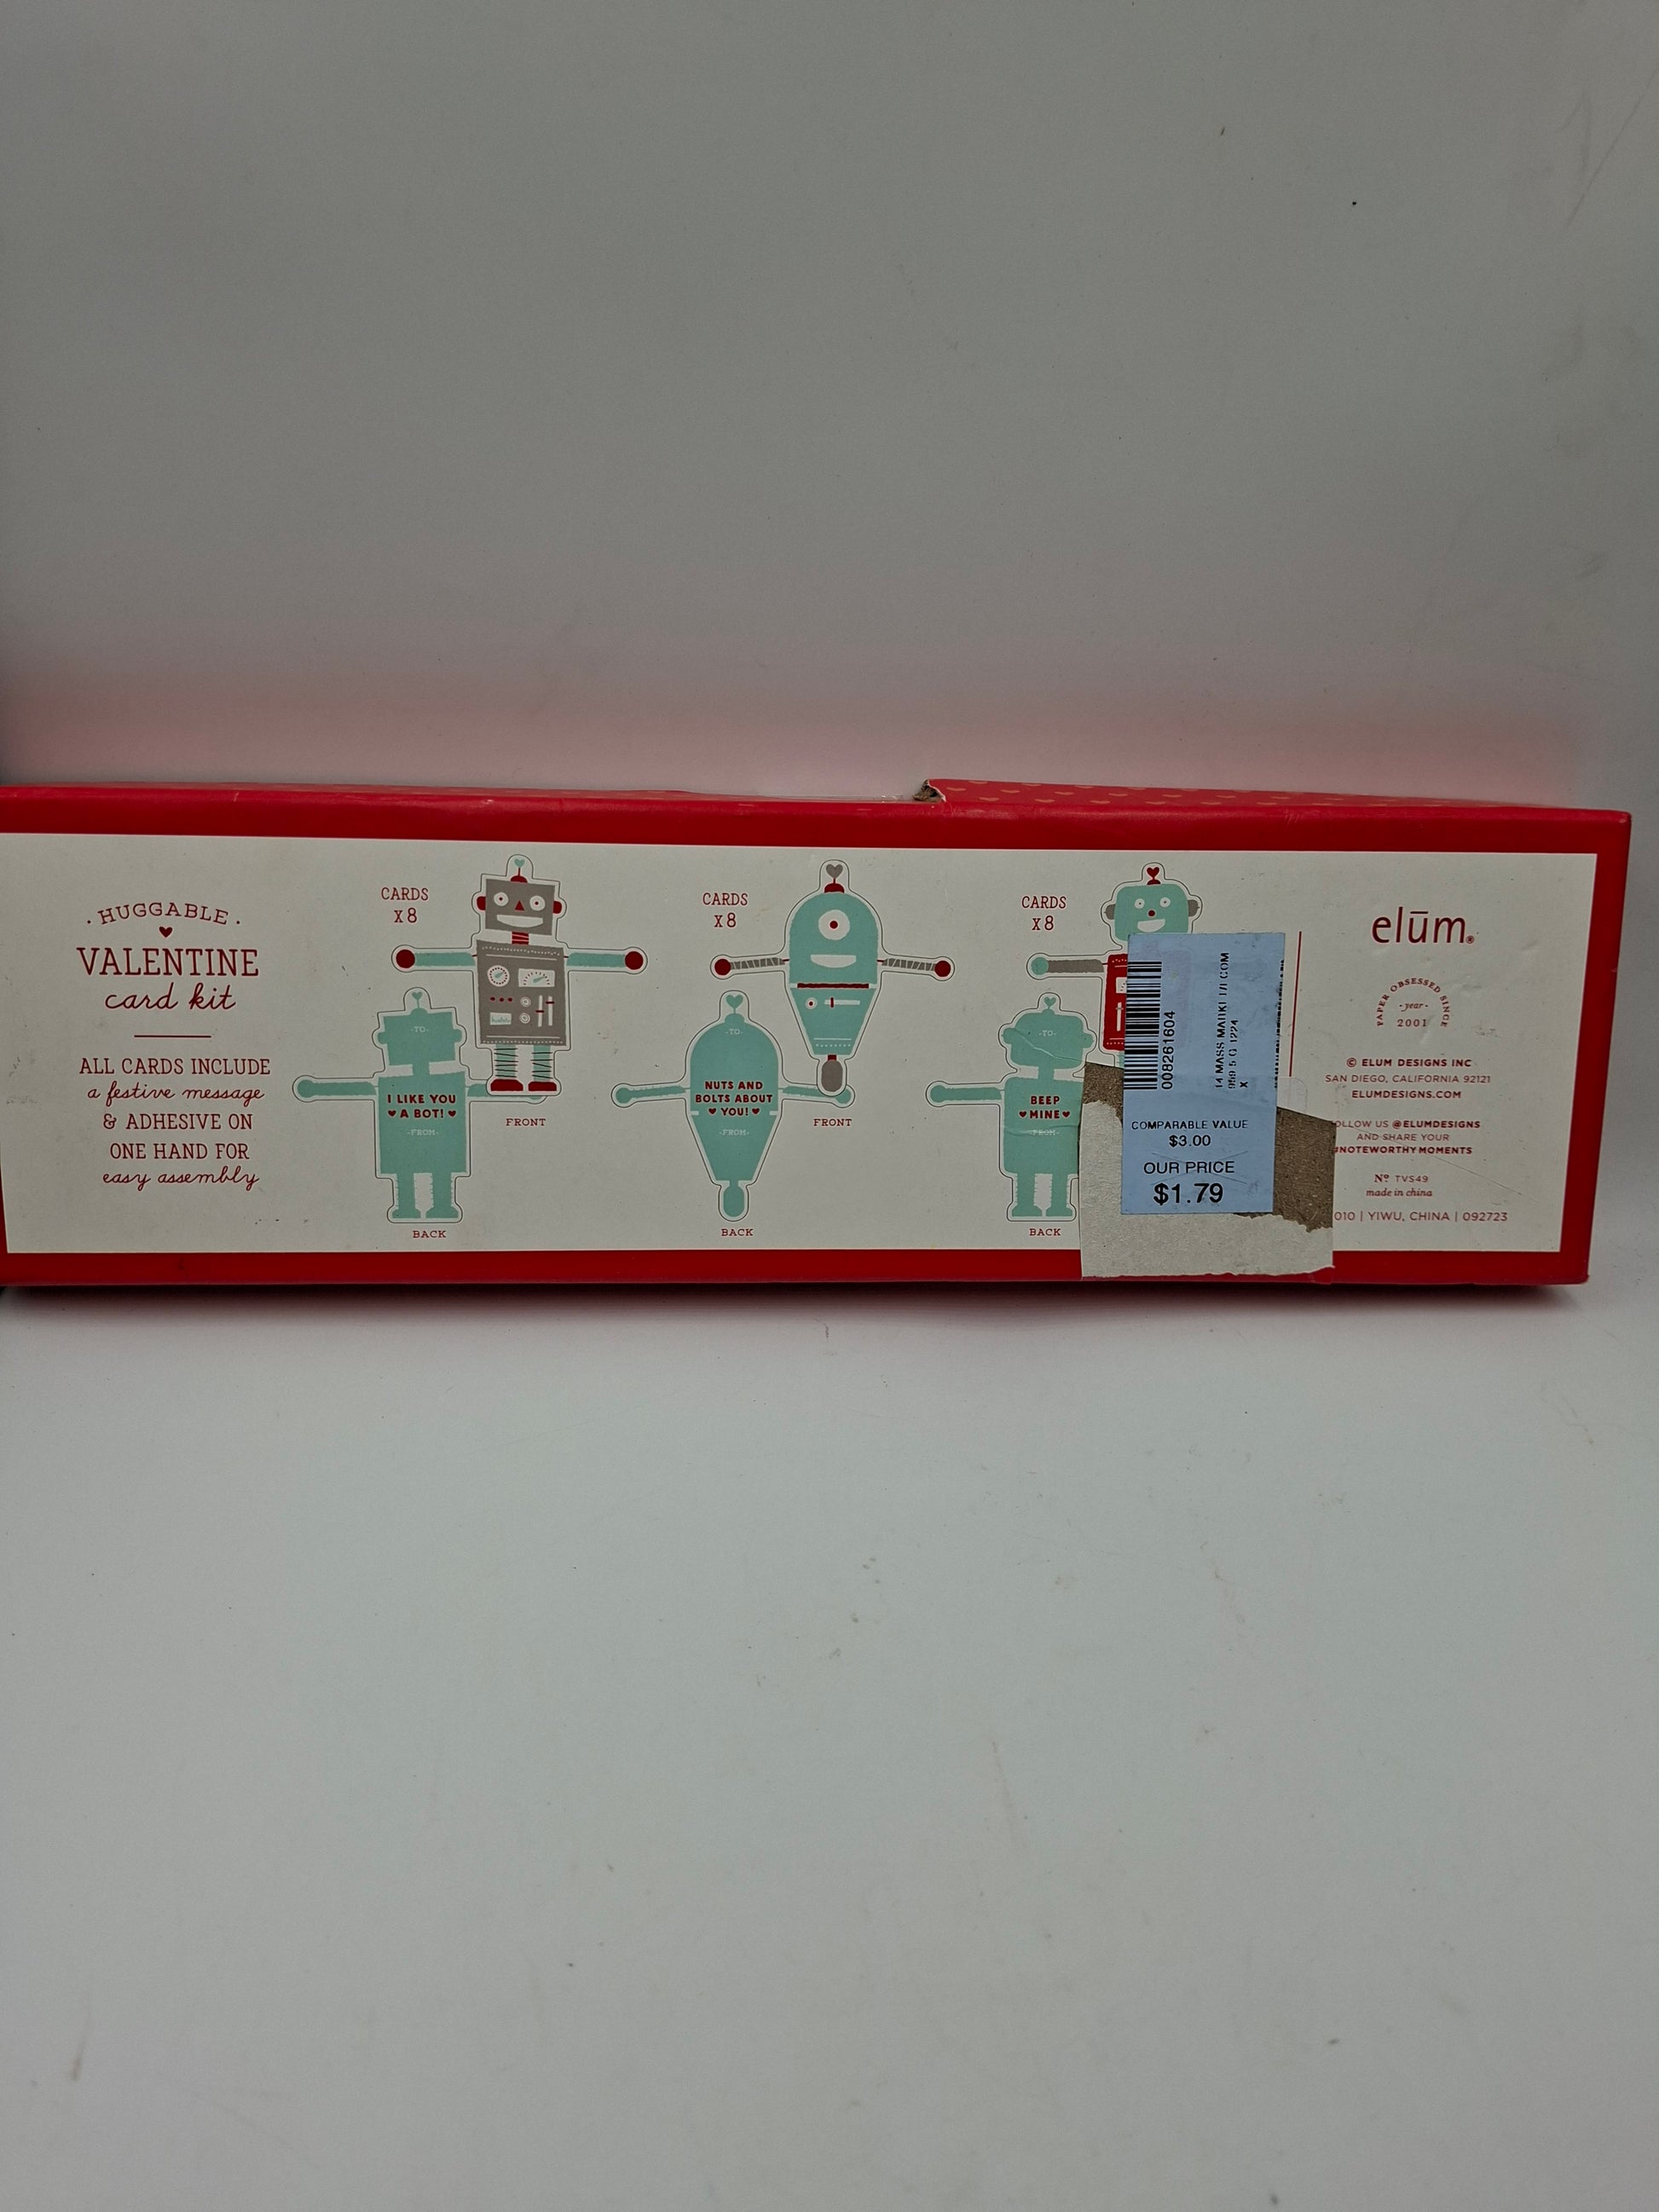 HUGGABLE
VALENTINE
card kit
ALL CARDS INCLUDE
a festive message
& ADHESIVE ON
ONE HAND FOR
easy assembly
CARDS
X8
-TO-
I LIKE YOU
A BOT!
-FROM-
FRONT
BACK
CARDS
X8
-TO-
NUTS AND
BOLTS ABOUT
YOU!
-FROM-
FRONT
BACK
CARDS
X8
-TO-
BEEP
MINE
-FROM-
BACK
008261604
X
COMPARABLE VALUE
$3.00
OUR PRICE
$1.79
elūm®
PAPER OBSESSED SINCE
- year -
2001
© ELUM DESIGNS INC
SAN DIEGO, CALIFORNIA 92121
ELUMDESIGNS.COM
OLLOW US @ELUMDESIGNS
AND SHARE YOUR
#NOTEWORTHYMOMENTS
Nº TVS49
made in china
010 | YIWU, CHINA | 092723